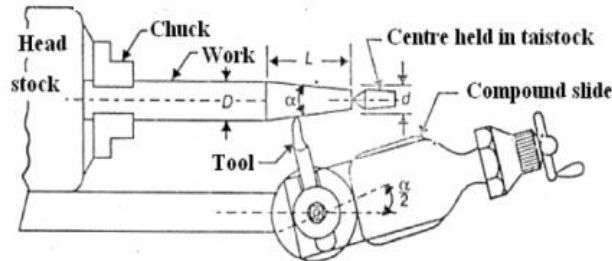 Head
stock
Chuck
Work
L
Centre held in taistock
D
α
d
Compound slide
Tool
α
2